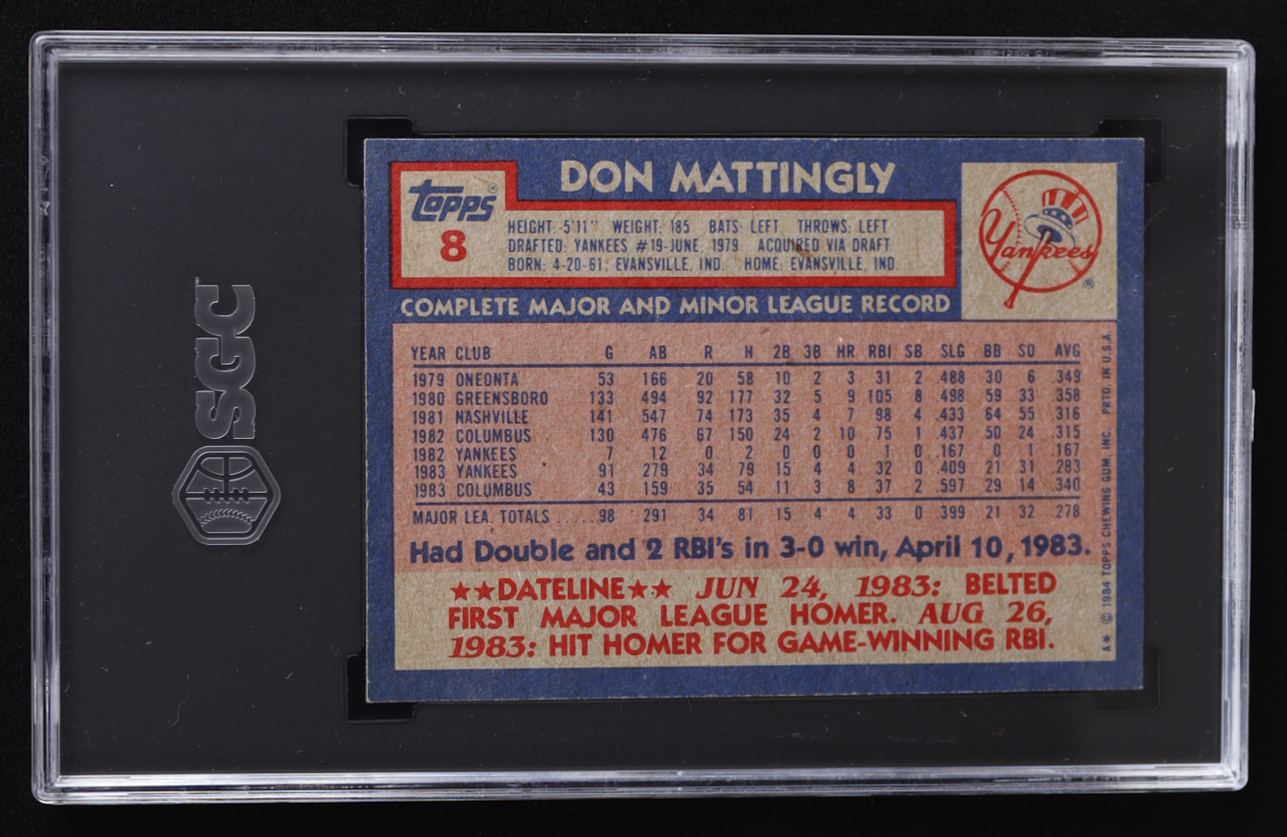 SGC
DON MATTINGLY
topps®
8
HEIGHT: 5'11" WEIGHT: 185 BATS: LEFT THROWS: LEFT
DRAFTED: YANKEES #19-JUNE, 1979 ACQUIRED VIA DRAFT
BORN: 4-20-61, EVANSVILLE, IND. HOME: EVANSVILLE, IND.
Yankees®
COMPLETE MAJOR AND MINOR LEAGUE RECORD
YEAR CLUB G AB R H 2B 3B HR RBI SB SLG BB SO AVG
1979 ONEONTA 53 166 20 58 10 2 3 31 2 .488 30 6 .349
1980 GREENSBORO 133 494 92 177 32 5 9 105 8 .498 59 33 .358
1981 NASHVILLE 141 547 74 173 35 4 7 98 4 .433 64 55 .316
1982 COLUMBUS 130 476 67 150 24 2 10 75 1 .437 50 24 .315
1982 YANKEES 7 12 0 2 0 0 0 1 0 .167 0 1 .167
1983 YANKEES 91 279 34 79 15 4 4 32 0 .409 21 31 .283
1983 COLUMBUS 43 159 35 54 11 3 8 37 2 .597 29 14 .340
MAJOR LEA. TOTALS ...... 98 291 34 81 15 4 4 33 0 .399 21 32 .278
Had Double and 2 RBI's in 3-0 win, April 10, 1983.
★★DATELINE★★ JUN 24, 1983: BELTED
FIRST MAJOR LEAGUE HOMER. AUG 26,
1983: HIT HOMER FOR GAME-WINNING RBI.
A★ © 1984 TOPPS CHEWING GUM, INC. PRTD. IN U.S.A.